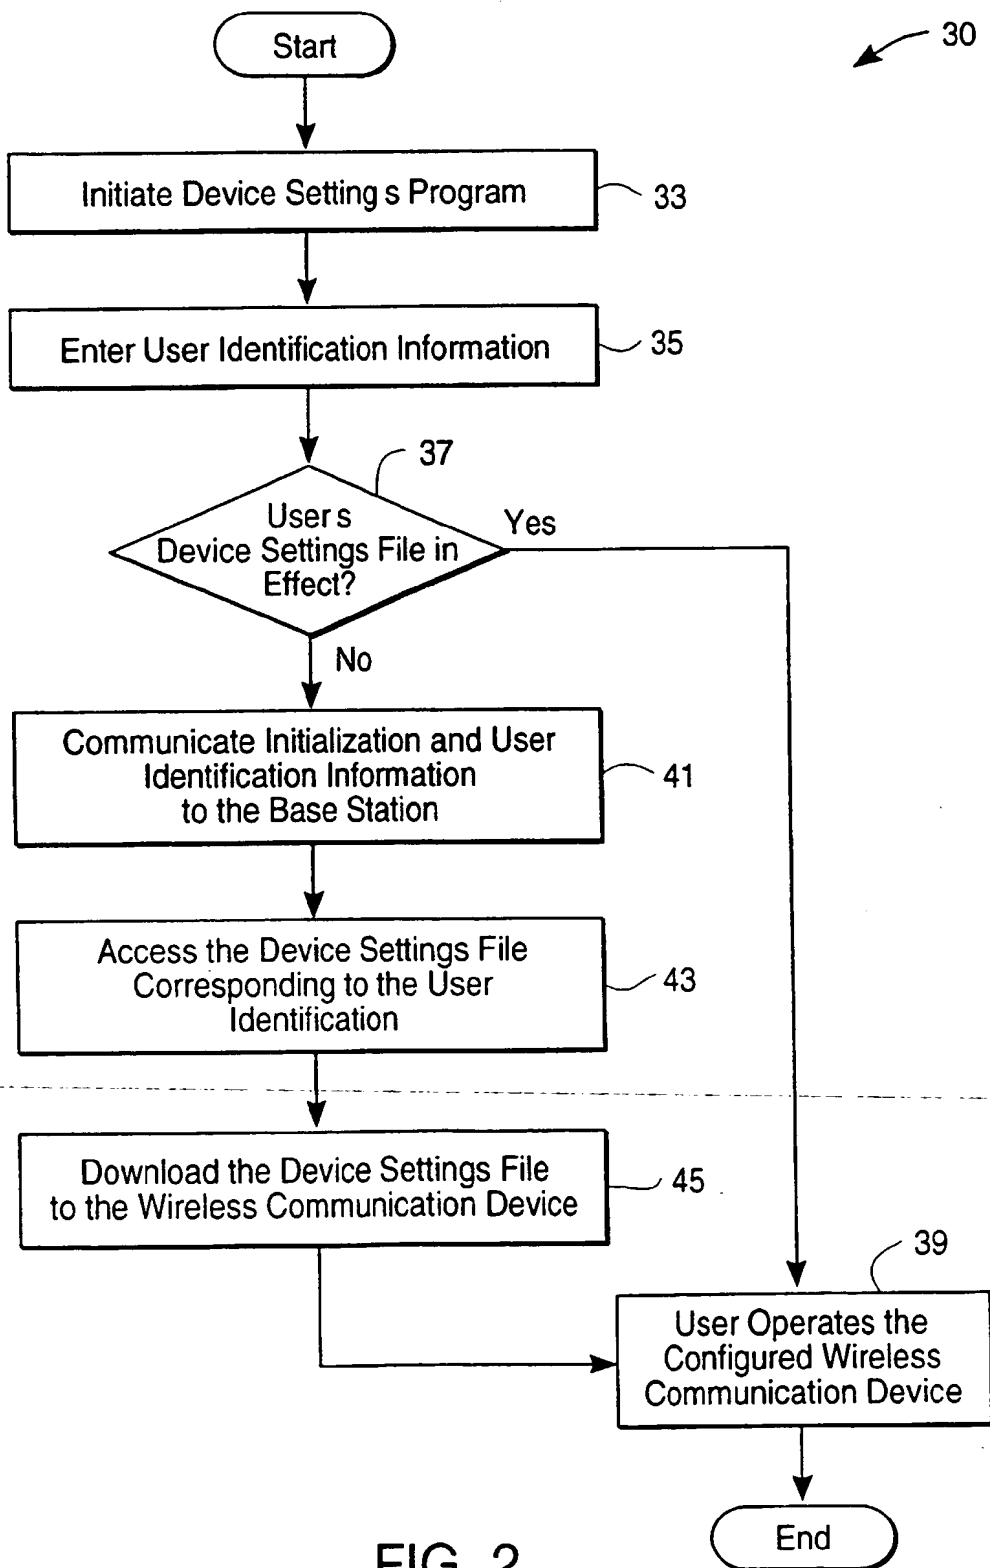 Start
30
Initiate Device Setting s Program
33
Enter User Identification Information
35
37
User s
Device Settings File in
Effect?
Yes
No
Communicate Initialization and User
Identification Information
to the Base Station
41
Access the Device Settings File
Corresponding to the User
Identification
43
Download the Device Settings File
to the Wireless Communication Device
45
39
User Operates the
Configured Wireless
Communication Device
End
FIG. 2